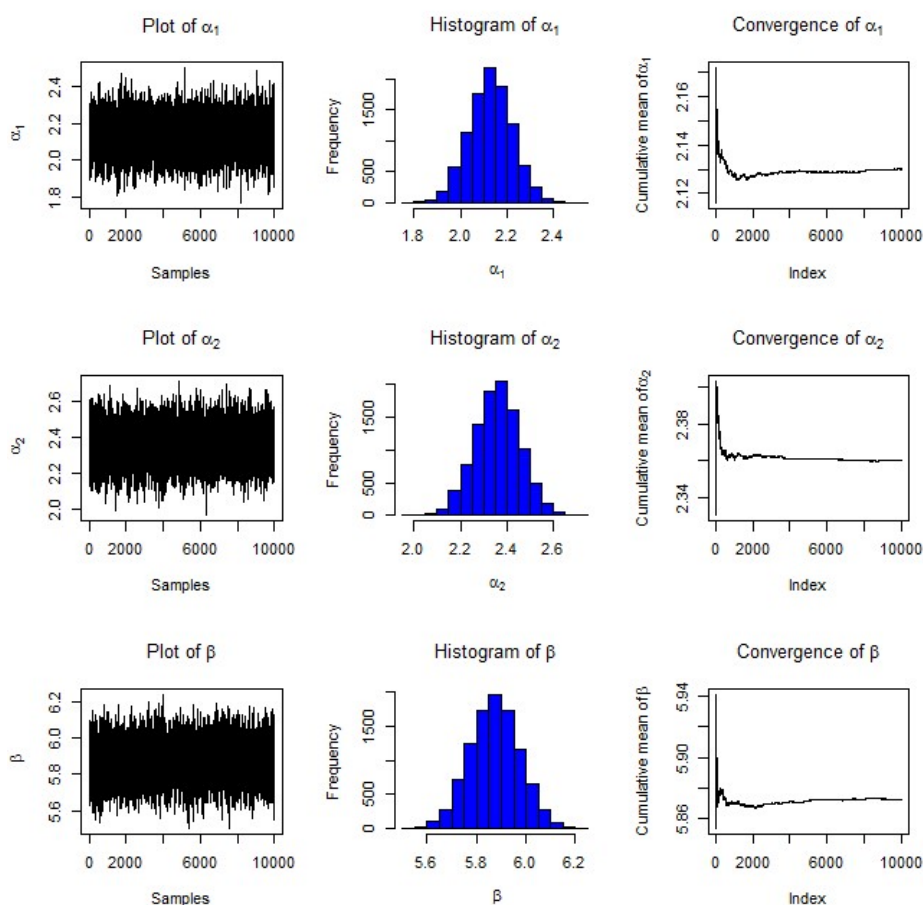 Plot of α1
Histogram of α1
Convergence of α1
α1
1.8 2.0 2.2 2.4
0 2000 6000 10000
Samples
Frequency
0 500 1500
1.8 2.0 2.2 2.4
α1
Cumulative mean of α1
2.12 2.14 2.16
0 2000 6000 10000
Index
Plot of α2
Histogram of α2
Convergence of α2
α2
2.0 2.2 2.4 2.6
0 2000 6000 10000
Samples
Frequency
0 500 1500
2.0 2.2 2.4 2.6
α2
Cumulative mean of α2
2.34 2.38
0 2000 6000 10000
Index
Plot of β
Histogram of β
Convergence of β
β
5.6 5.8 6.0 6.2
0 2000 6000 10000
Samples
Frequency
0 500 1500
5.6 5.8 6.0 6.2
β
Cumulative mean of β
5.86 5.90 5.94
0 2000 6000 10000
Index